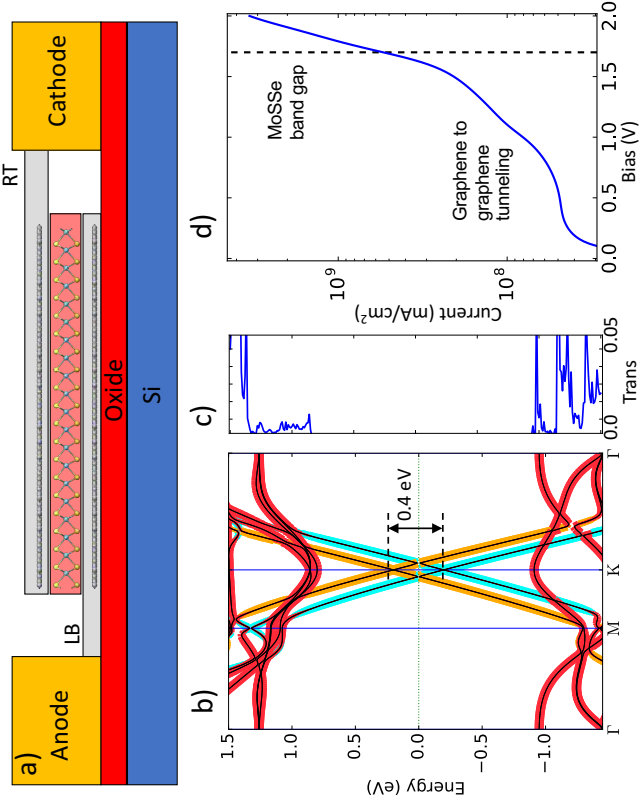 a)
RT
Cathode
Anode
LB
Oxide
Si
b)
Energy (eV)
1.5
1.0
0.5
0.0
−0.5
−1.0
0.4 eV
Γ
M
K
Γ
c)
0.0
0.05
Trans
d)
Current (mA/cm²)
10⁹
10⁸
MoSSe
band gap
Graphene to
graphene
tunneling
0.0
0.5
1.0
1.5
2.0
Bias (V)